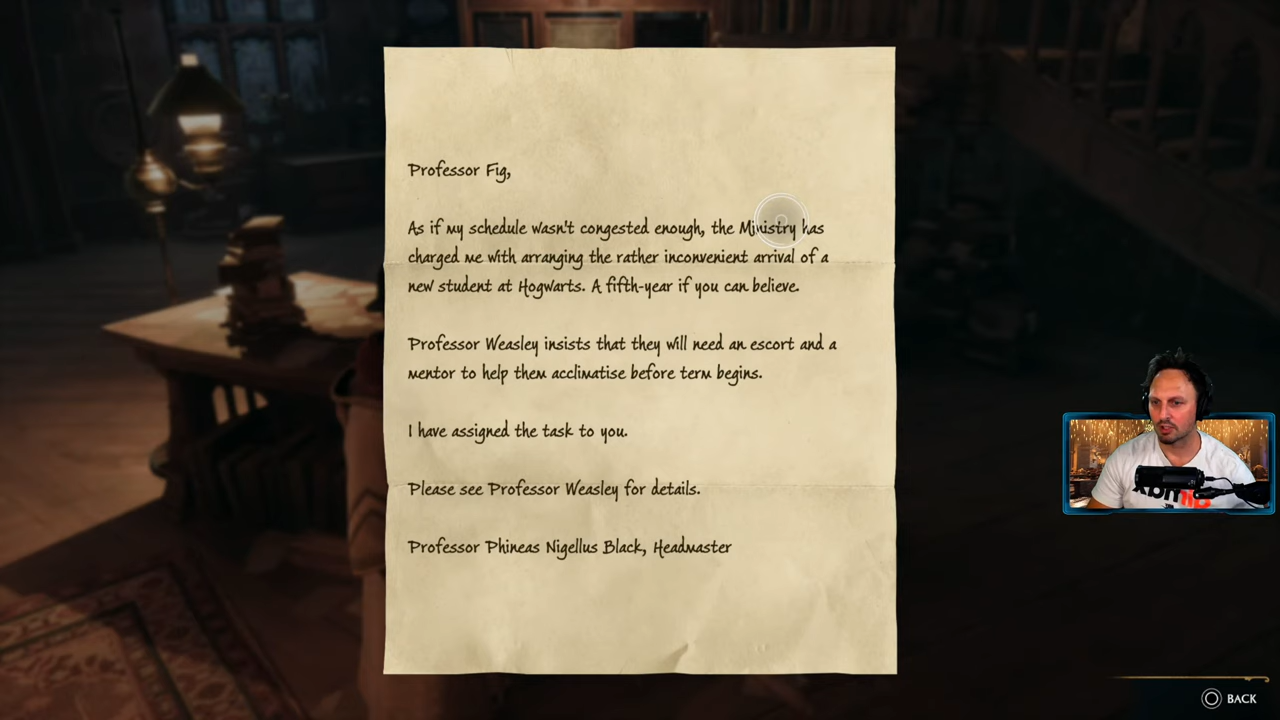 Professor Fig,
As if my schedule wasn't congested enough, the Ministry has
charged me with arranging the rather inconvenient arrival of a
new student at Hogwarts. A fifth-year if you can believe.
Professor Weasley insists that they will need an escort and a
mentor to help them acclimatise before term begins.
I have assigned the task to you.
Please see Professor Weasley for details.
Professor Phineas Nigellus Black, Headmaster
BACK